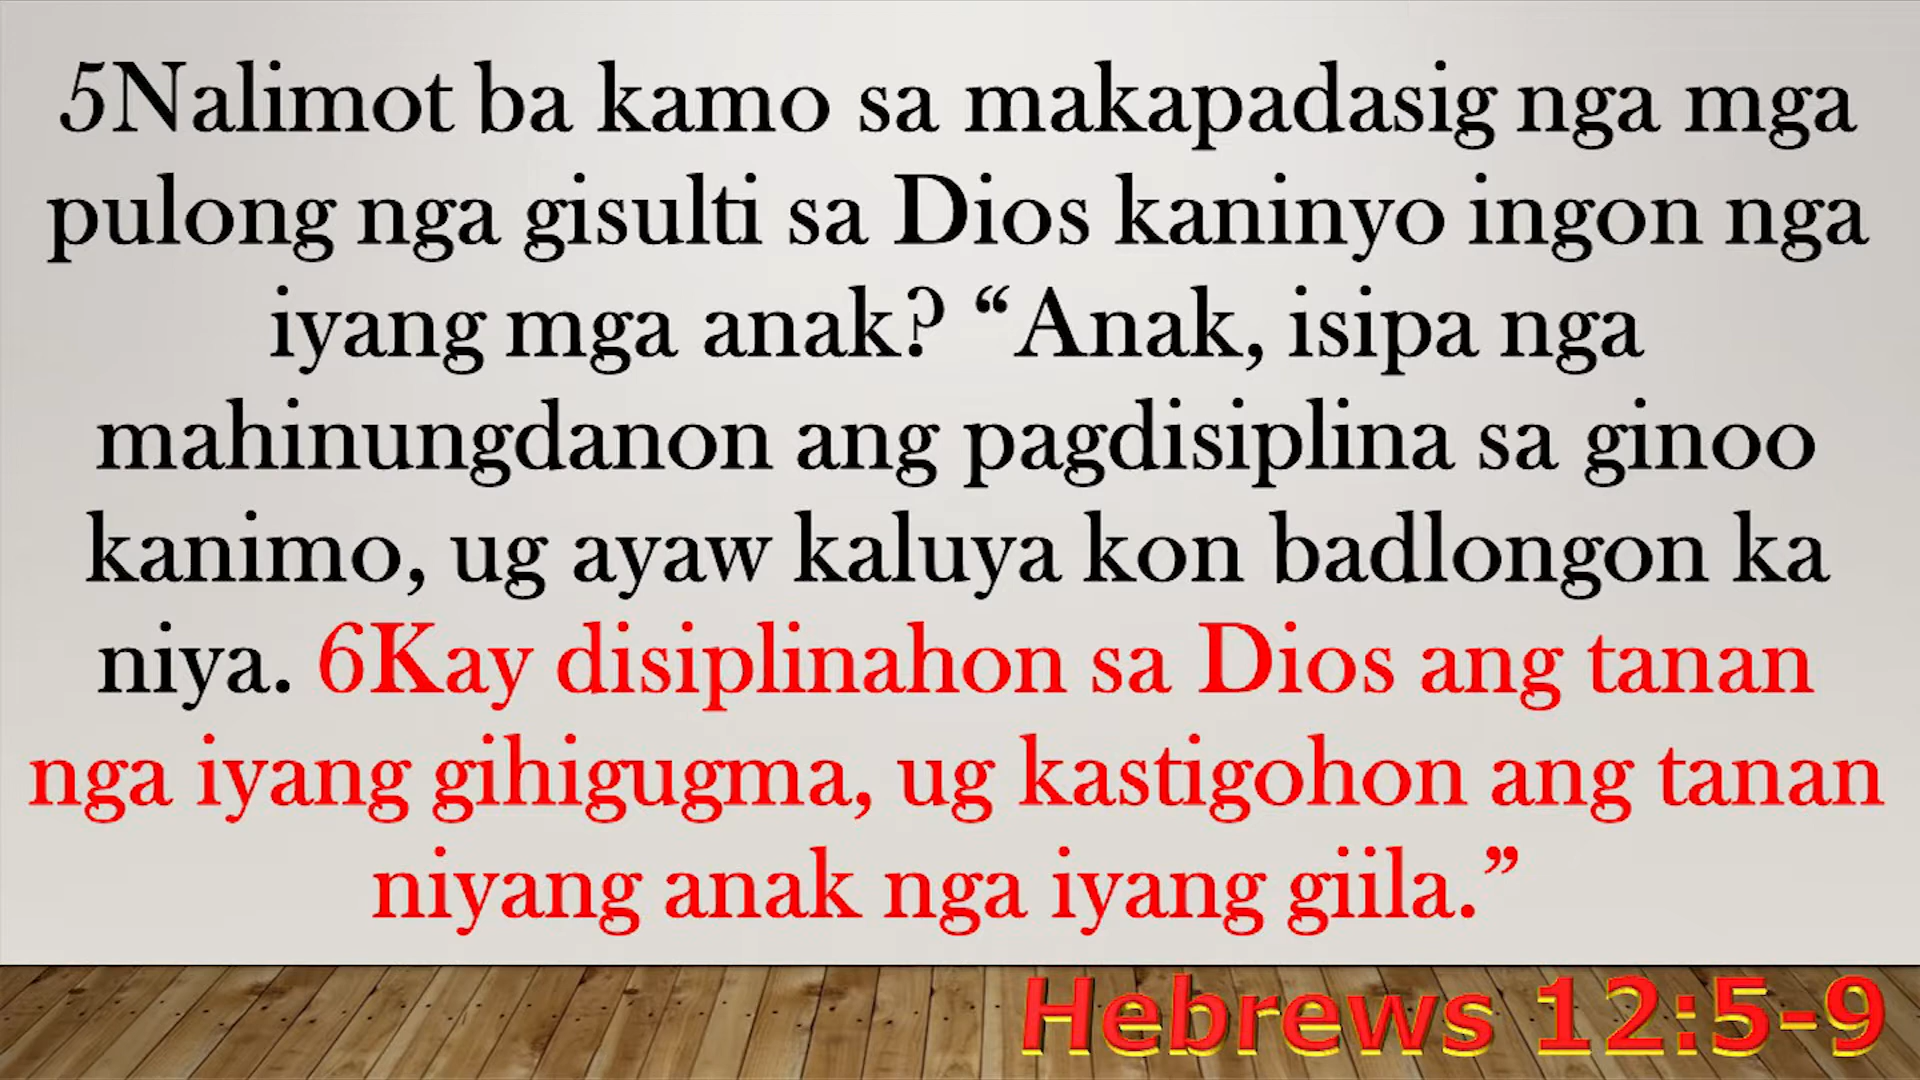 5Nalimot ba kamo sa makapadasig nga mga
pulong nga gisulti sa Dios kaninyo ingon nga
iyang mga anak? “Anak, isipa nga
mahinungdanon ang pagdisiplina sa ginoo
kanimo, ug ayaw kaluya kon badlongon ka
niya. 6Kay disiplinahon sa Dios ang tanan
nga iyang gihigugma, ug kastigohon ang tanan
niyang anak nga iyang giila.”
Hebrews 12:5-9